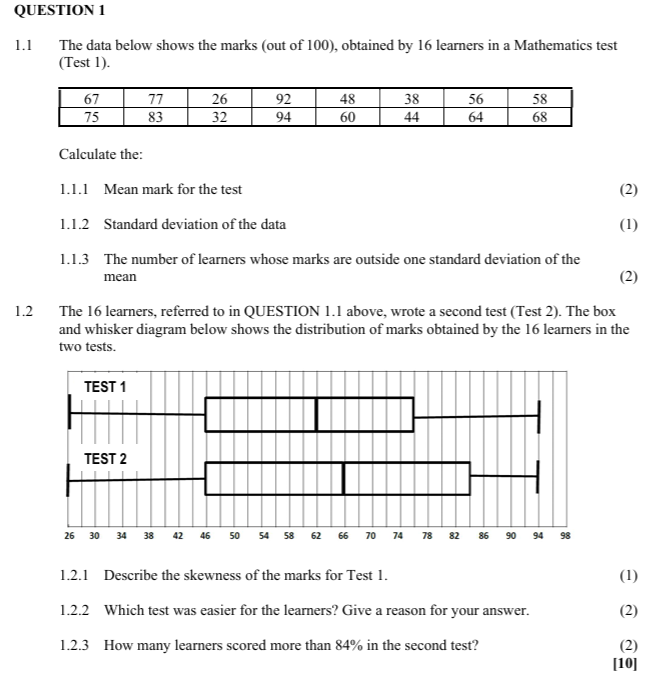 QUESTION 1
1.1 The data below shows the marks (out of 100), obtained by 16 learners in a Mathematics test
(Test 1).
67 77 26 92 48 38 56 58
75 83 32 94 60 44 64 68
Calculate the:
1.1.1 Mean mark for the test (2)
1.1.2 Standard deviation of the data (1)
1.1.3 The number of learners whose marks are outside one standard deviation of the
mean (2)
1.2 The 16 learners, referred to in QUESTION 1.1 above, wrote a second test (Test 2). The box
and whisker diagram below shows the distribution of marks obtained by the 16 learners in the
two tests.
TEST 1
TEST 2
26 30 34 38 42 46 50 54 58 62 66 70 74 78 82 86 90 94 98
1.2.1 Describe the skewness of the marks for Test 1. (1)
1.2.2 Which test was easier for the learners? Give a reason for your answer. (2)
1.2.3 How many learners scored more than 84% in the second test? (2)
[10]